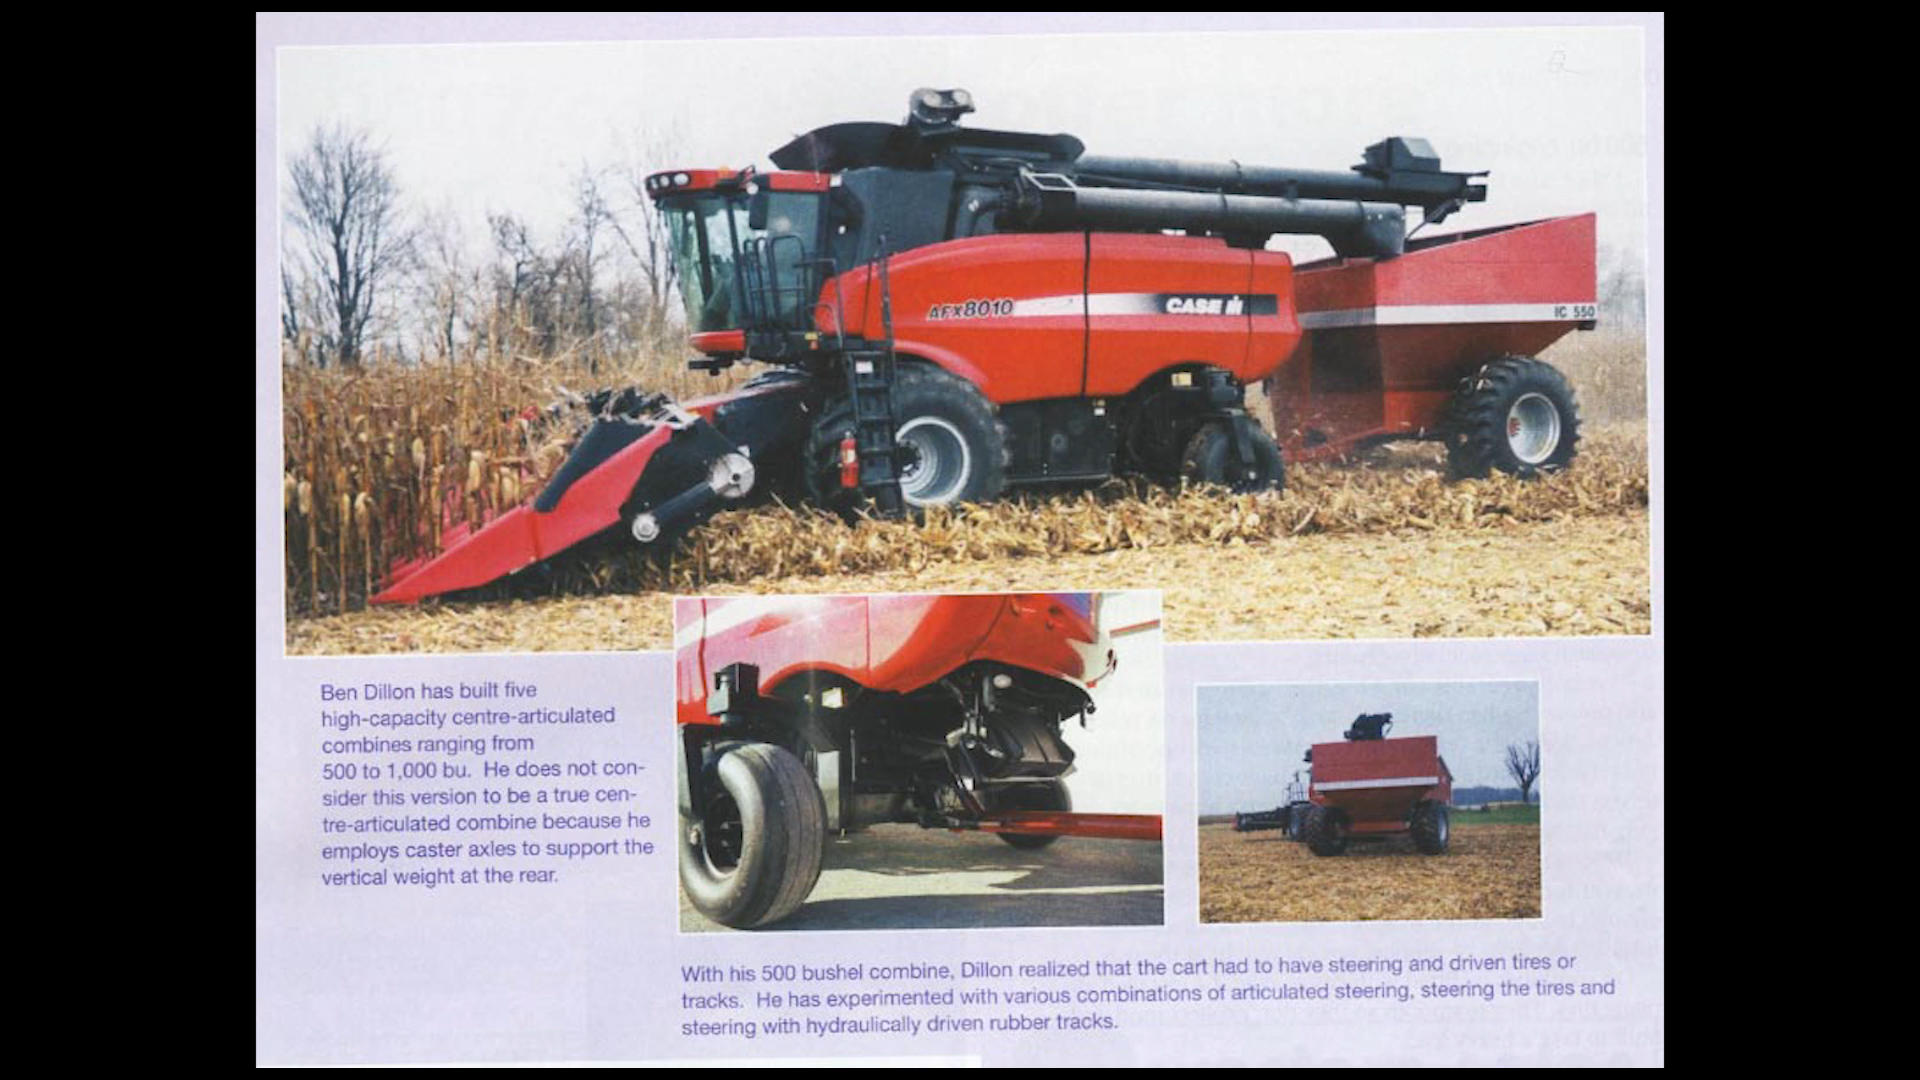 AFX8010
CASE IH
IC 550
Ben Dillon has built five
high-capacity centre-articulated
combines ranging from
500 to 1,000 bu. He does not con-
sider this version to be a true cen-
tre-articulated combine because he
employs caster axles to support the
vertical weight at the rear.
With his 500 bushel combine, Dillon realized that the cart had to have steering and driven tires or
tracks. He has experimented with various combinations of articulated steering, steering the tires and
steering with hydraulically driven rubber tracks.